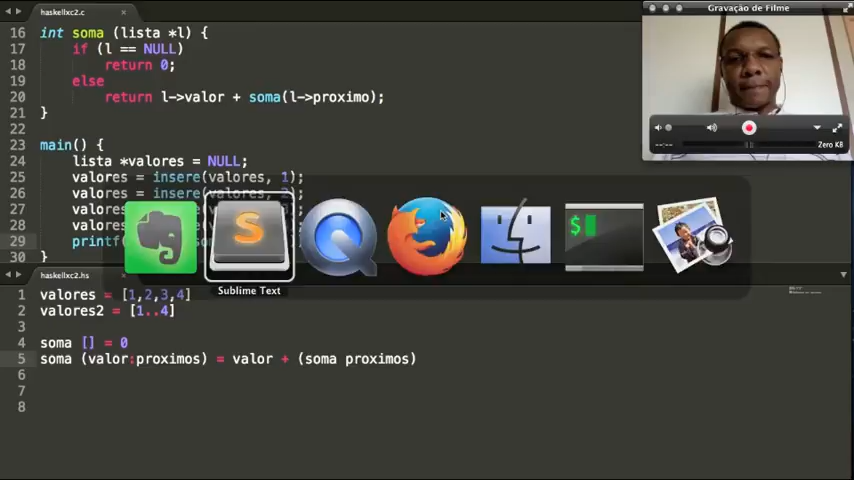 haskellxc2.c
Gravação de Filme
16 int soma (lista *l) {
17 if (l == NULL)
18 return 0;
19 else
20 return l->valor + soma(l->proximo);
21 }
22
23 main() {
24 lista *valores = NULL;
25 valores = insere(valores, 1);
26 valores = insere(valores, 2);
27
28
29 printf(
30 }
--:--
Zero KB
$
S
Sublime Text
haskellxc2.hs
1 valores = [1,2,3,4]
2 valores2 = [1..4]
3
4 soma [] = 0
5 soma (valor:proximos) = valor + (soma proximos)
6
7
8